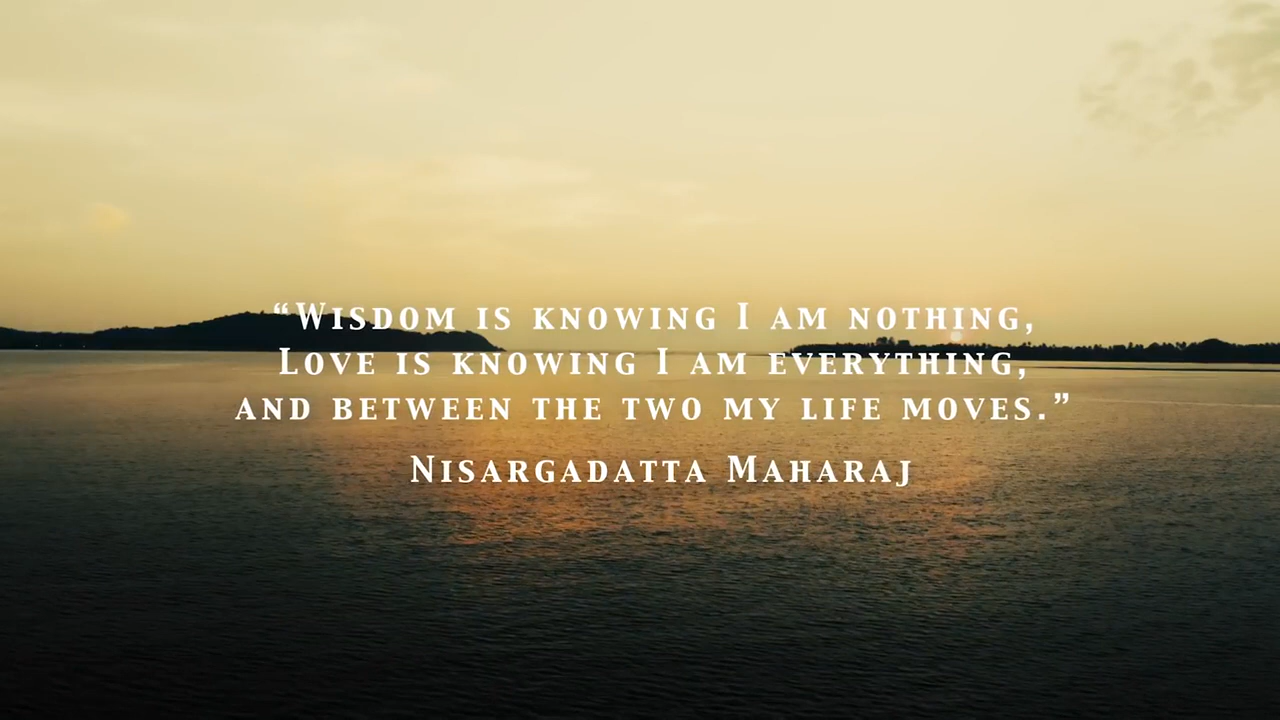 “Wisdom is knowing I am nothing,
Love is knowing I am everything,
and between the two my life moves.”
Nisargadatta Maharaj